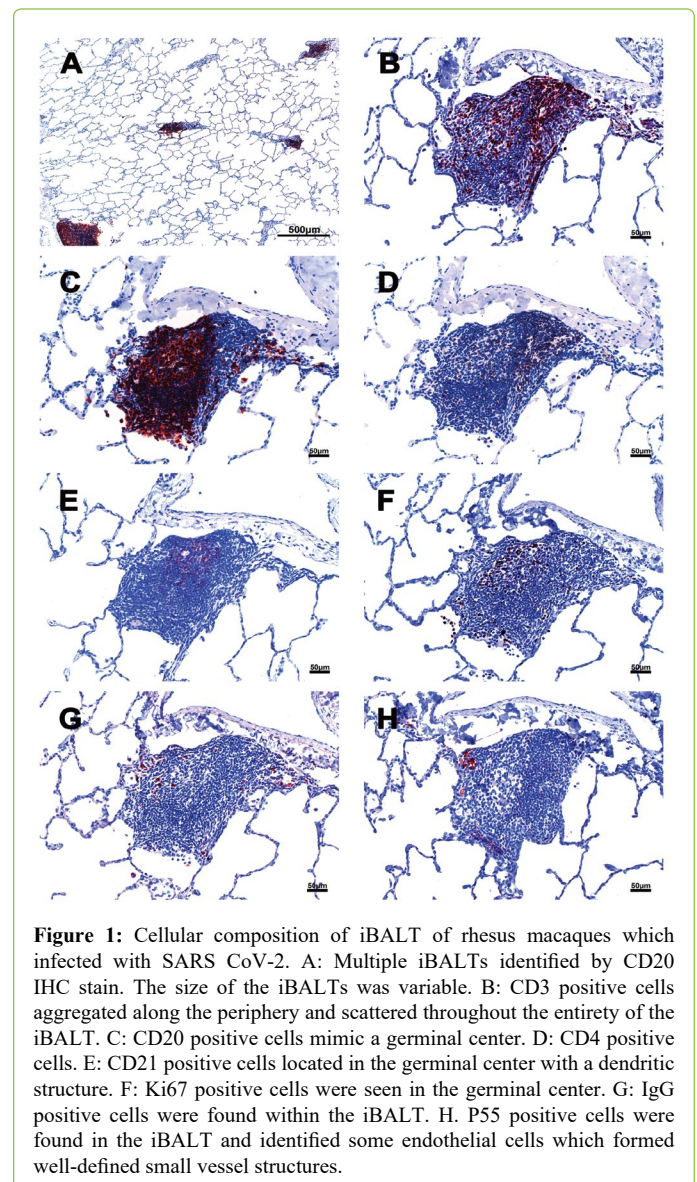 A
500µm
B
50µm
C
50µm
D
50µm
E
50µm
F
50µm
G
50µm
H
50µm
Figure 1: Cellular composition of iBALT of rhesus macaques which
infected with SARS CoV-2. A: Multiple iBALTs identified by CD20
IHC stain. The size of the iBALTs was variable. B: CD3 positive cells
aggregated along the periphery and scattered throughout the entirety of the
iBALT. C: CD20 positive cells mimic a germinal center. D: CD4 positive
cells. E: CD21 positive cells located in the germinal center with a dendritic
structure. F: Ki67 positive cells were seen in the germinal center. G: IgG
positive cells were found within the iBALT. H. P55 positive cells were
found in the iBALT and identified some endothelial cells which formed
well-defined small vessel structures.